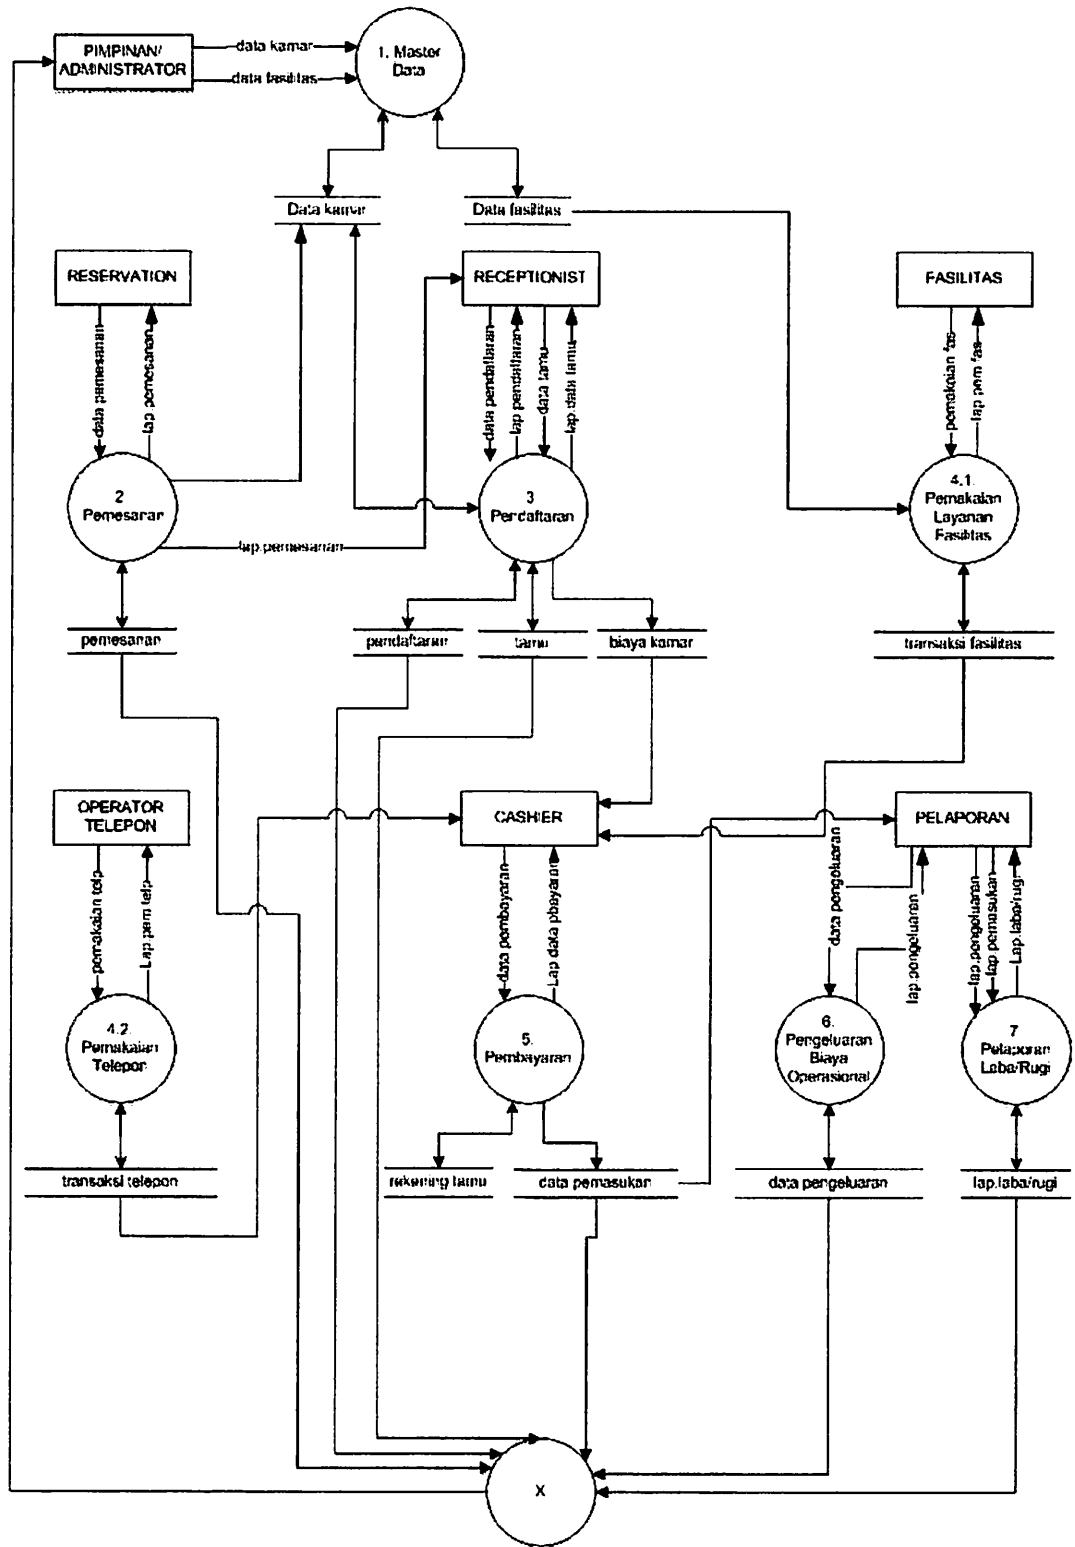 PIMPINAN/
ADMINISTRATOR
data kamar
data fasilitas
1. Master
Data
Data kamar
Data fasilitas
RESERVATION
RECEPTIONIST
FASILITAS
data pemesanan
lap.pemesanan
data pendaftaran
lap pendaftaran
data tamu
lap.data tamu
pemakaian fas
lap.pem fas
2
Pemesanan
3
Pendaftaran
4.1.
Pemakaian
Layanan
Fasilitas
lap.pemesanan
pemesanan
pendaftaran
tamu
biaya kamar
transaksi fasilitas
OPERATOR
TELEPON
CASHIER
PELAPORAN
pemakaian telp
Lap.pem telp
data pembayaran
Lap data pbayaran
data pengeluaran
lap.pengeluaran
lap.pengeluaran
lap pemasukan
Lap.laba/rugi
4.2.
Pemakaian
Telepon
5.
Pembayaran
6.
Pengeluaran
Biaya
Operasional
7
Pelaporan
Laba/Rugi
transaksi telepon
rekening tamu
data pemasukan
data pengeluaran
lap.laba/rugi
X